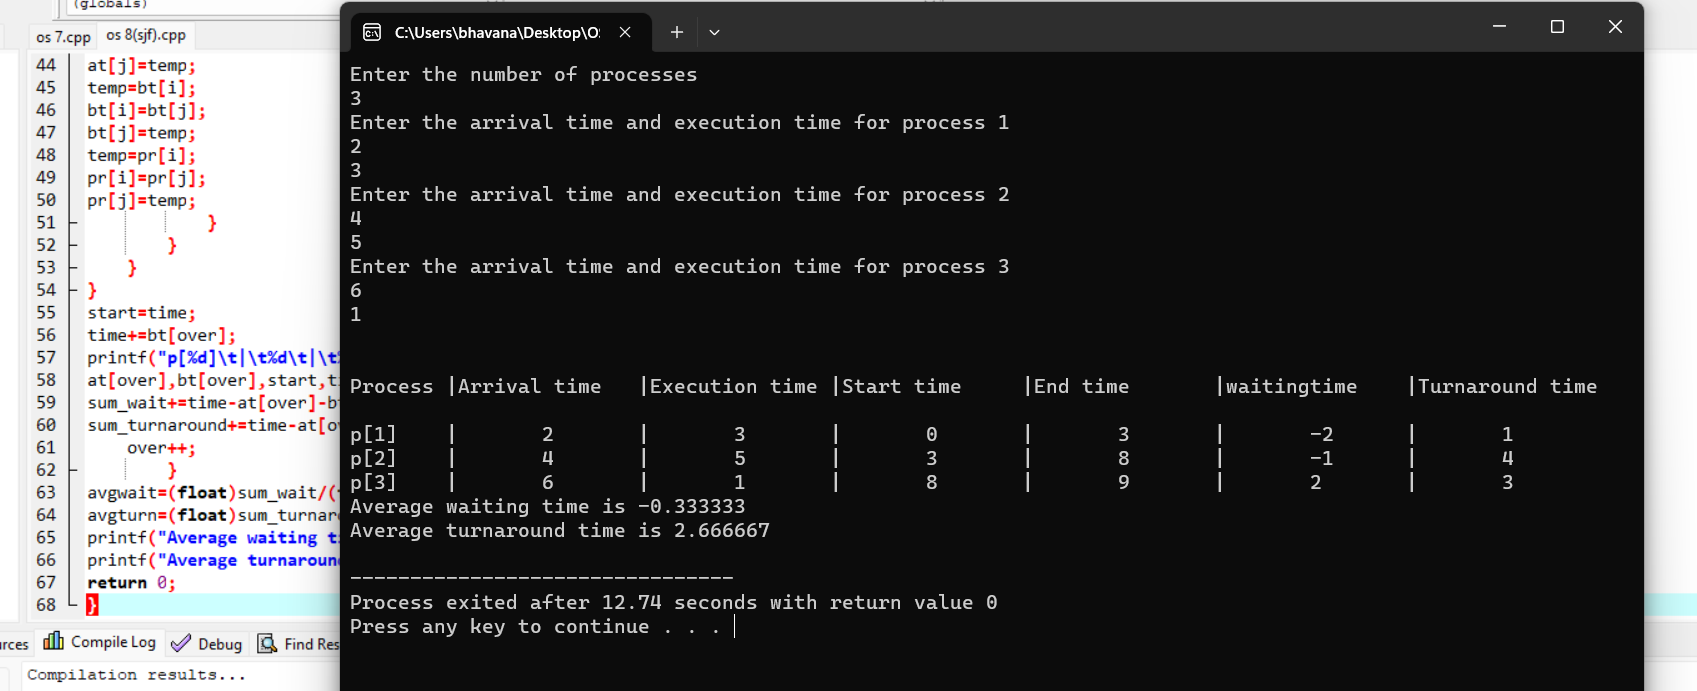 (globals)
os 7.cpp os 8(sjf).cpp
44 at[j]=temp;
45 temp=bt[i];
46 bt[i]=bt[j];
47 bt[j]=temp;
48 temp=pr[i];
49 pr[i]=pr[j];
50 pr[j]=temp;
51 }
52 }
53 }
54 }
55 start=time;
56 time+=bt[over];
57 printf("p[%d]\t|\t%d\t|\t
58 at[over],bt[over],start,t
59 sum_wait+=time-at[over]-b
60 sum_turnaround+=time-at[o
61 over++;
62 }
63 avgwait=(float)sum_wait/(
64 avgturn=(float)sum_turnar
65 printf("Average waiting t
66 printf("Average turnaroun
67 return 0;
68 }
urces Compile Log Debug Find Res
Compilation results...
C:\Users\bhavana\Desktop\O
Enter the number of processes
3
Enter the arrival time and execution time for process 1
2
3
Enter the arrival time and execution time for process 2
4
5
Enter the arrival time and execution time for process 3
6
1
Process |Arrival time |Execution time |Start time |End time |waitingtime |Turnaround time
p[1] | 2 | 3 | 0 | 3 | -2 | 1
p[2] | 4 | 5 | 3 | 8 | -1 | 4
p[3] | 6 | 1 | 8 | 9 | 2 | 3
Average waiting time is -0.333333
Average turnaround time is 2.666667
--------------------------------
Process exited after 12.74 seconds with return value 0
Press any key to continue . . .